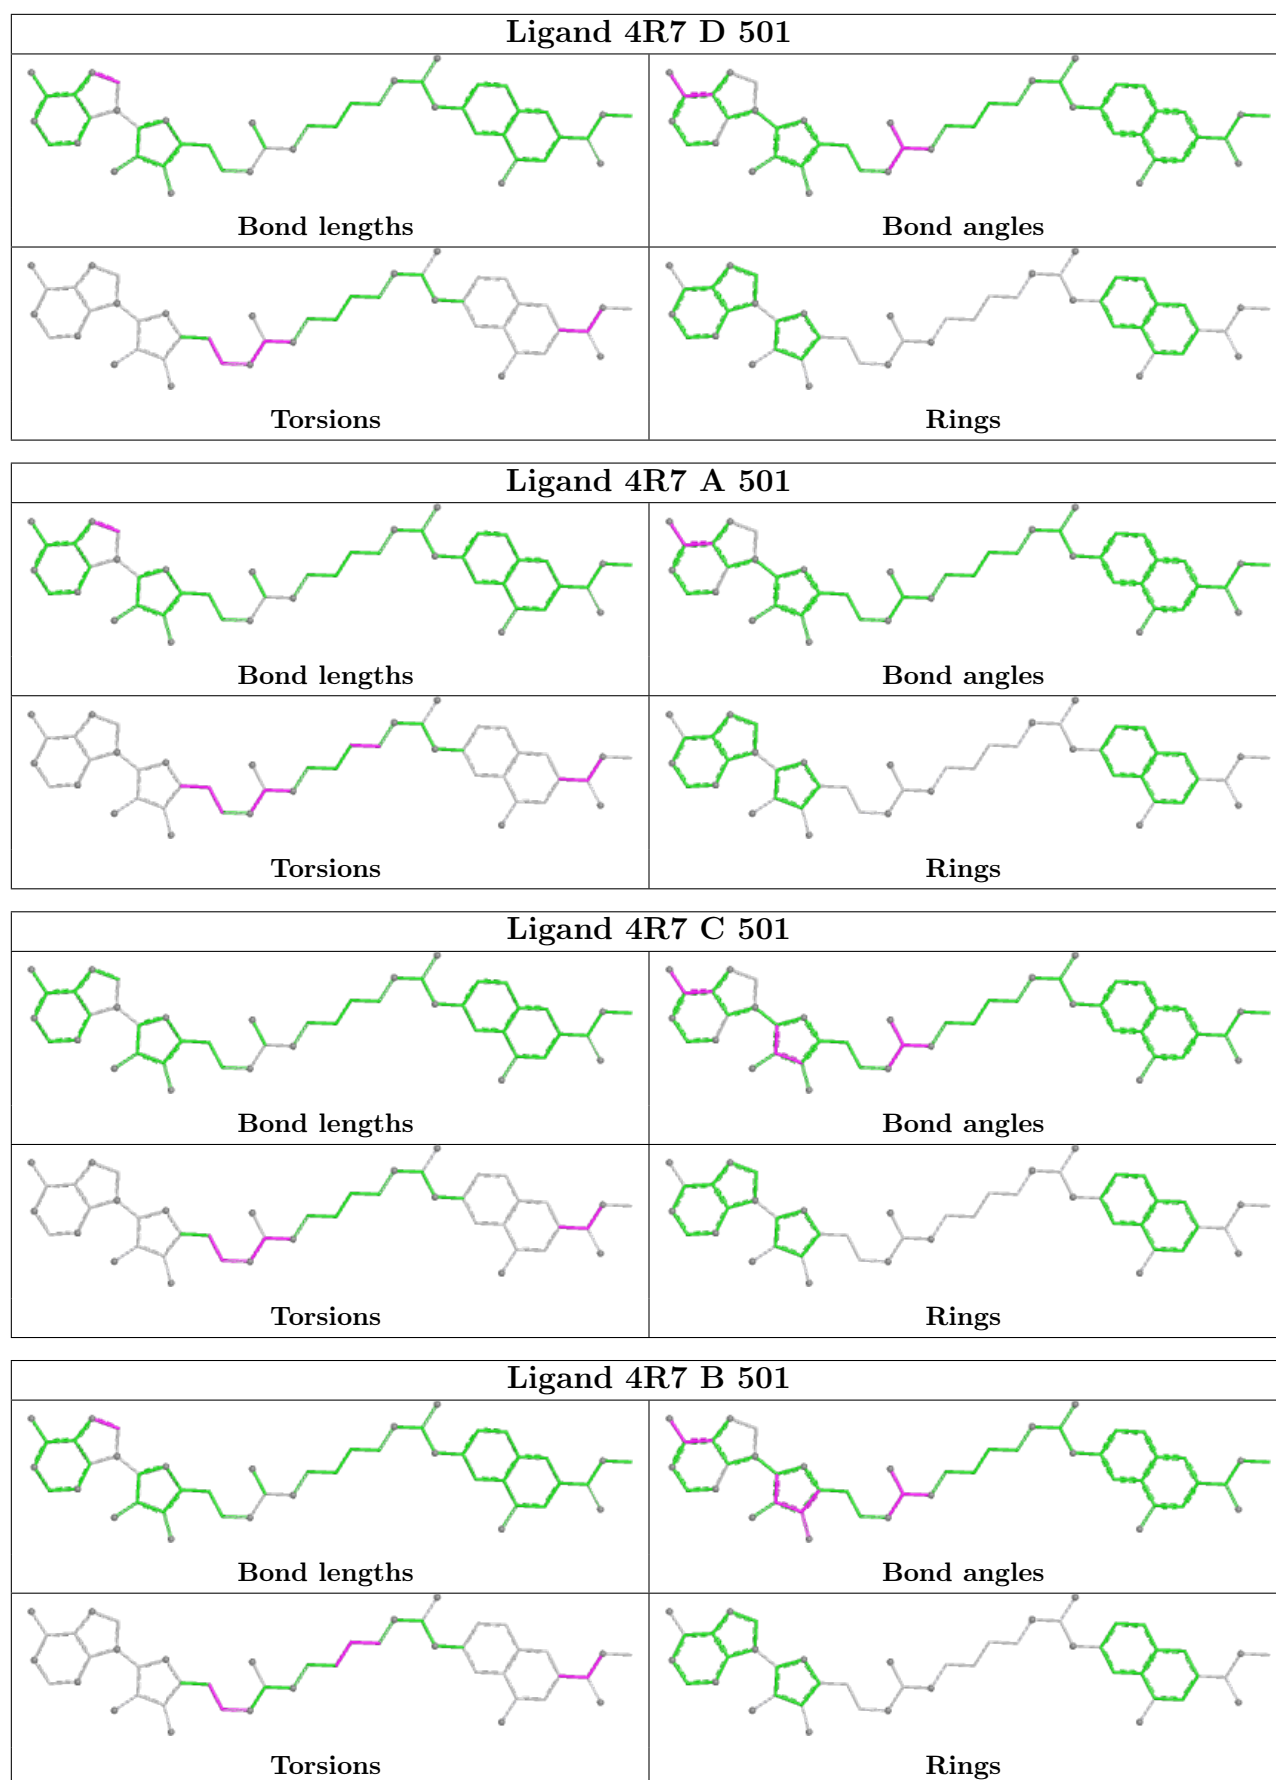 Ligand 4R7 D 501
Bond lengths
Bond angles
Torsions
Rings
Ligand 4R7 A 501
Bond lengths
Bond angles
Torsions
Rings
Ligand 4R7 C 501
Bond lengths
Bond angles
Torsions
Rings
Ligand 4R7 B 501
Bond lengths
Bond angles
Torsions
Rings